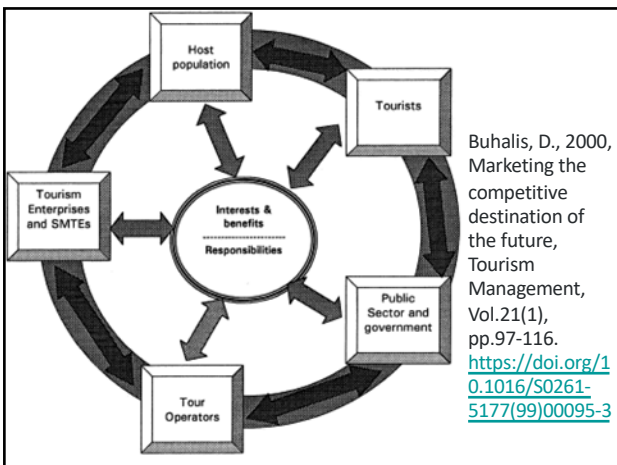 Host
population
Tourists
Tourism
Enterprises
and SMTEs
Interests &
benefits
Responsibilities
Public
Sector and
government
Tour
Operators
Buhalis, D., 2000,
Marketing the
competitive
destination of
the future,
Tourism
Management,
Vol.21(1),
pp.97-116.
https://doi.org/1
0.1016/S0261-
5177(99)00095-3